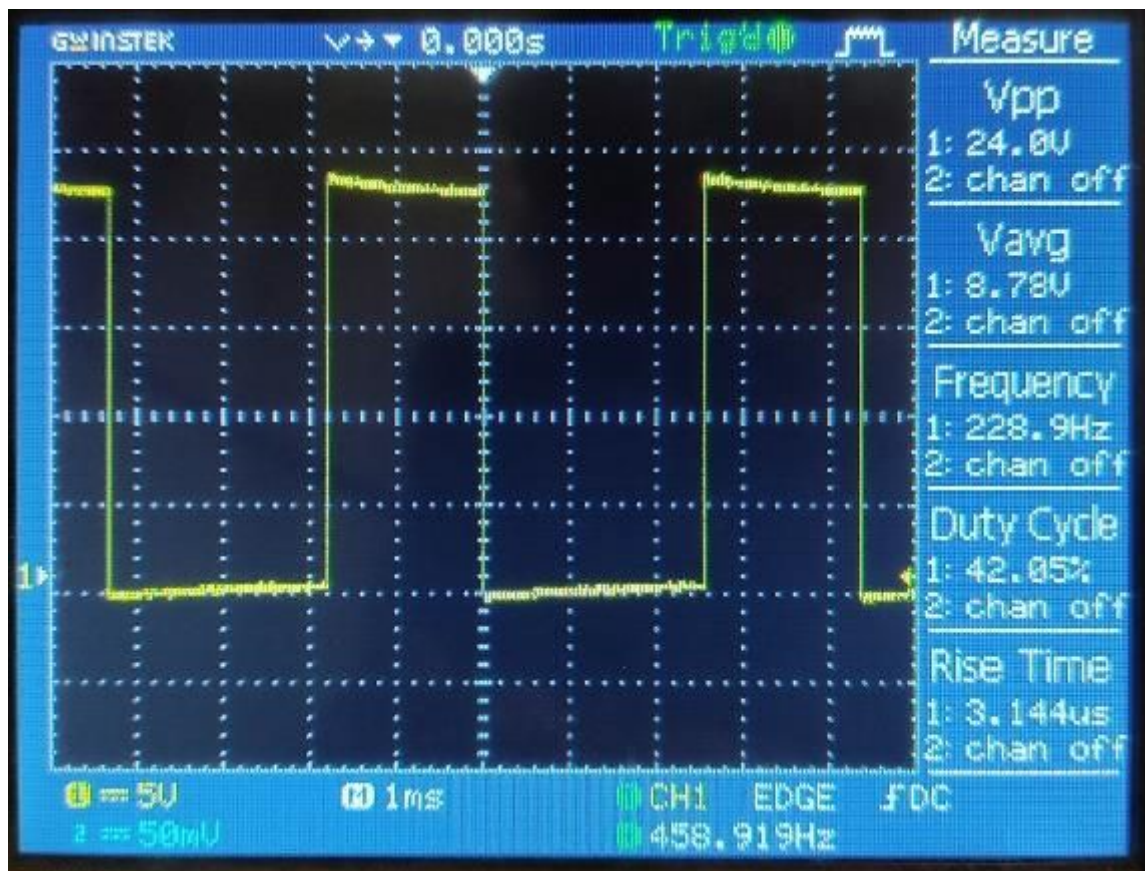 GWINSTEK 0.000s Trig'd Measure
Vpp
1: 24.0V
2: chan off
Vavg
1: 8.78V
2: chan off
Frequency
1: 228.9Hz
2: chan off
Duty Cycle
1: 42.05%
2: chan off
Rise Time
1: 3.144us
2: chan off
1
1 5V M 1ms CH1 EDGE DC
2 50mV 458.919Hz